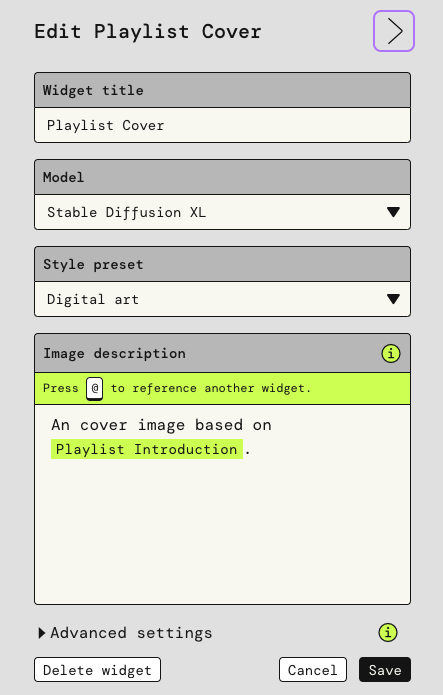 Edit Playlist Cover
Widget title
Playlist Cover
Model
Stable Diffusion XL
Style preset
Digital art
Image description
Press @ to reference another widget.
An cover image based on
Playlist Introduction.
Advanced settings
Delete widget Cancel Save